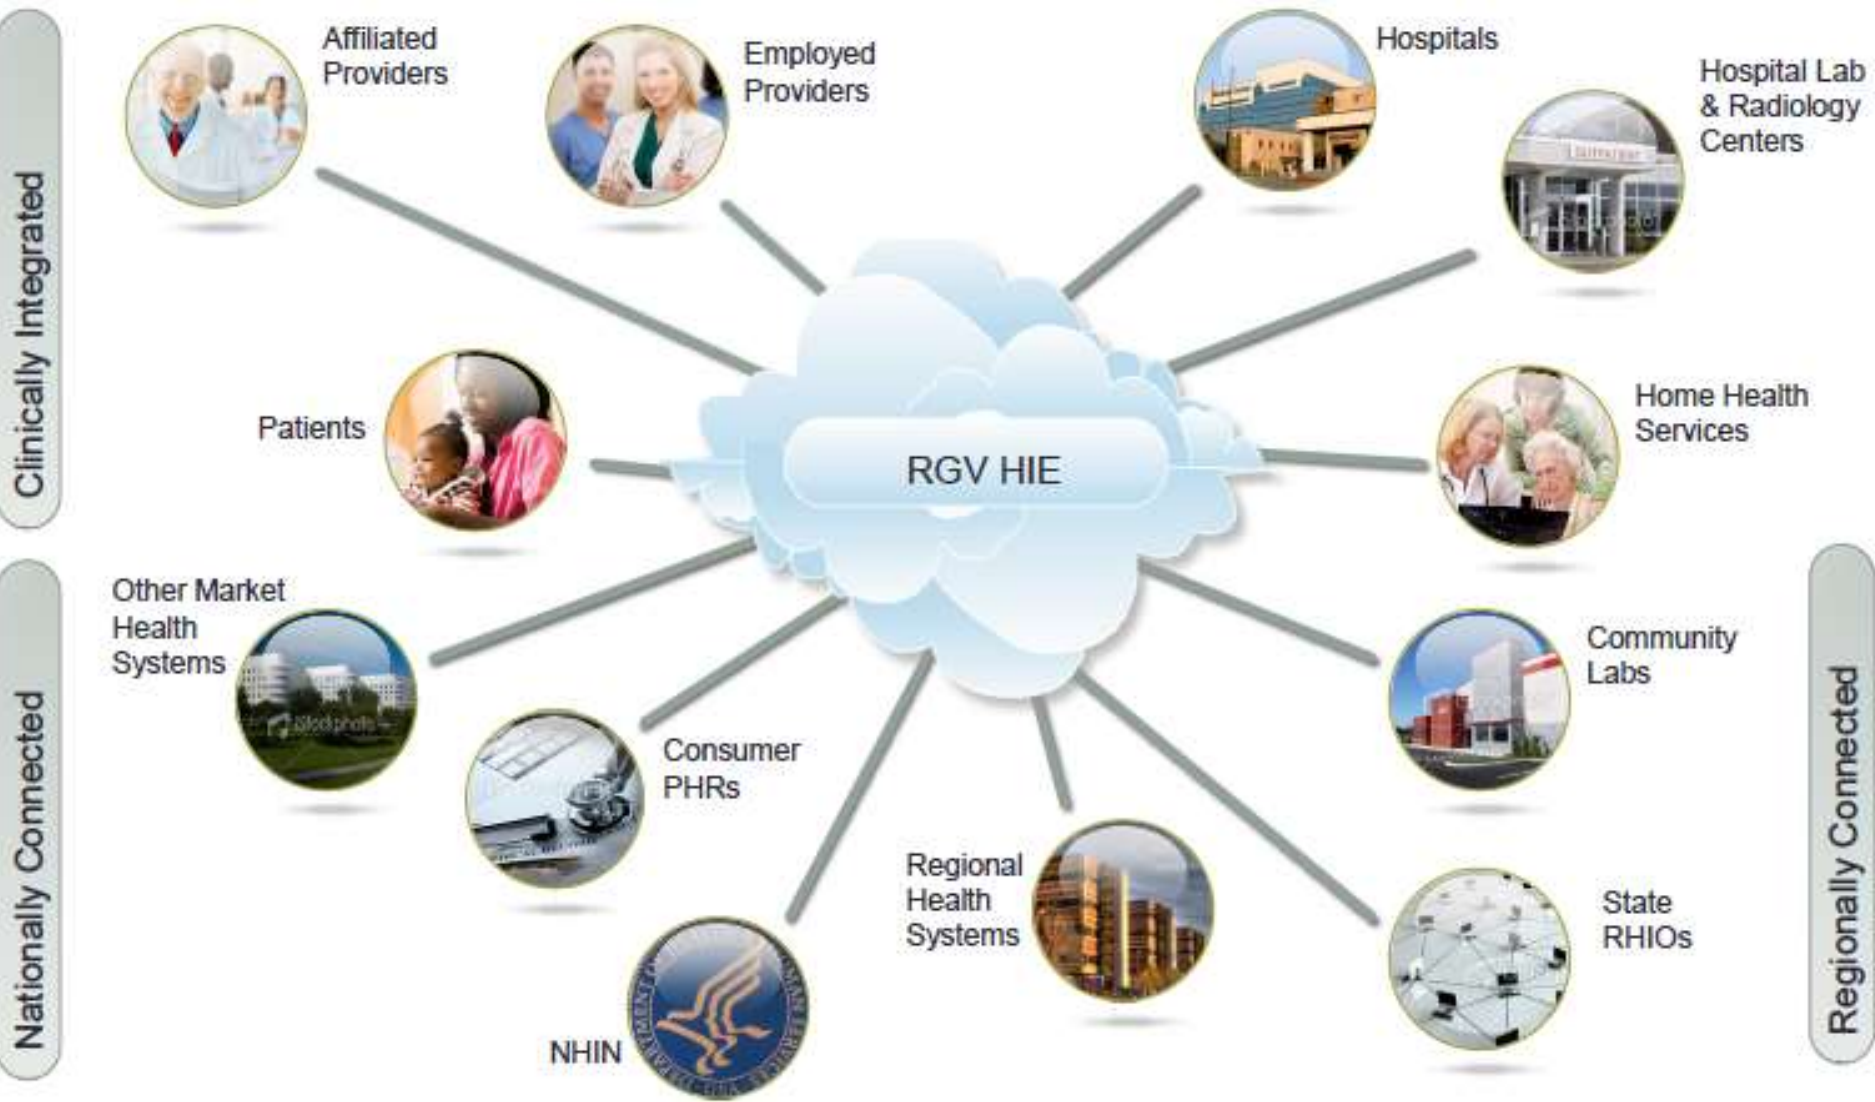 Affiliated
Providers
Employed
Providers
Hospitals
Hospital Lab
& Radiology
Centers
Clinically Integrated
Patients
RGV HIE
Home Health
Services
Other Market
Health
Systems
Community
Labs
Nationally Connected
Consumer
PHRs
Regional
Health
Systems
State
RHIOs
Regionally Connected
NHIN